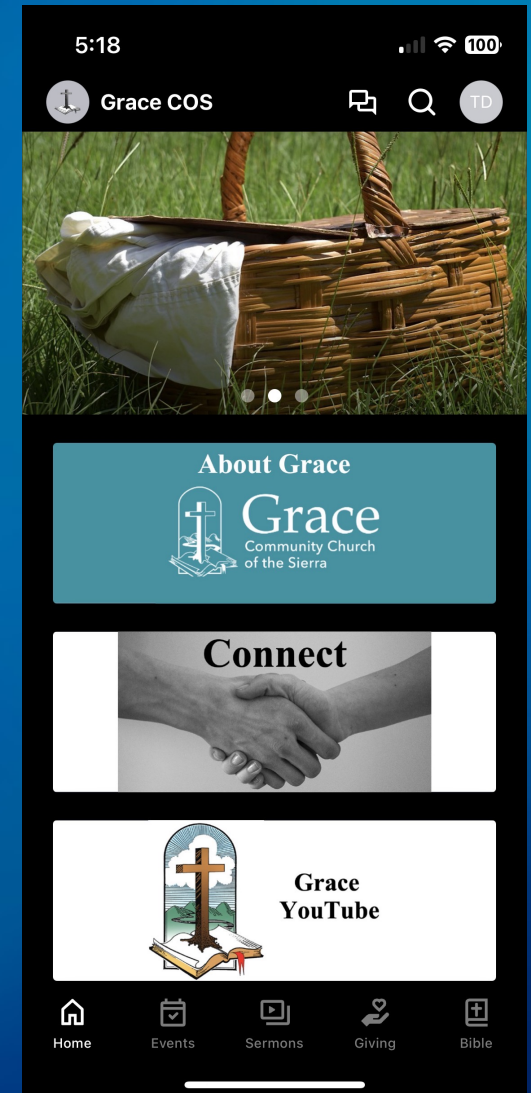 5:18
100
Grace COS
TD
About Grace
Grace
Community Church
of the Sierra
Connect
Grace
YouTube
Home
Events
Sermons
Giving
Bible